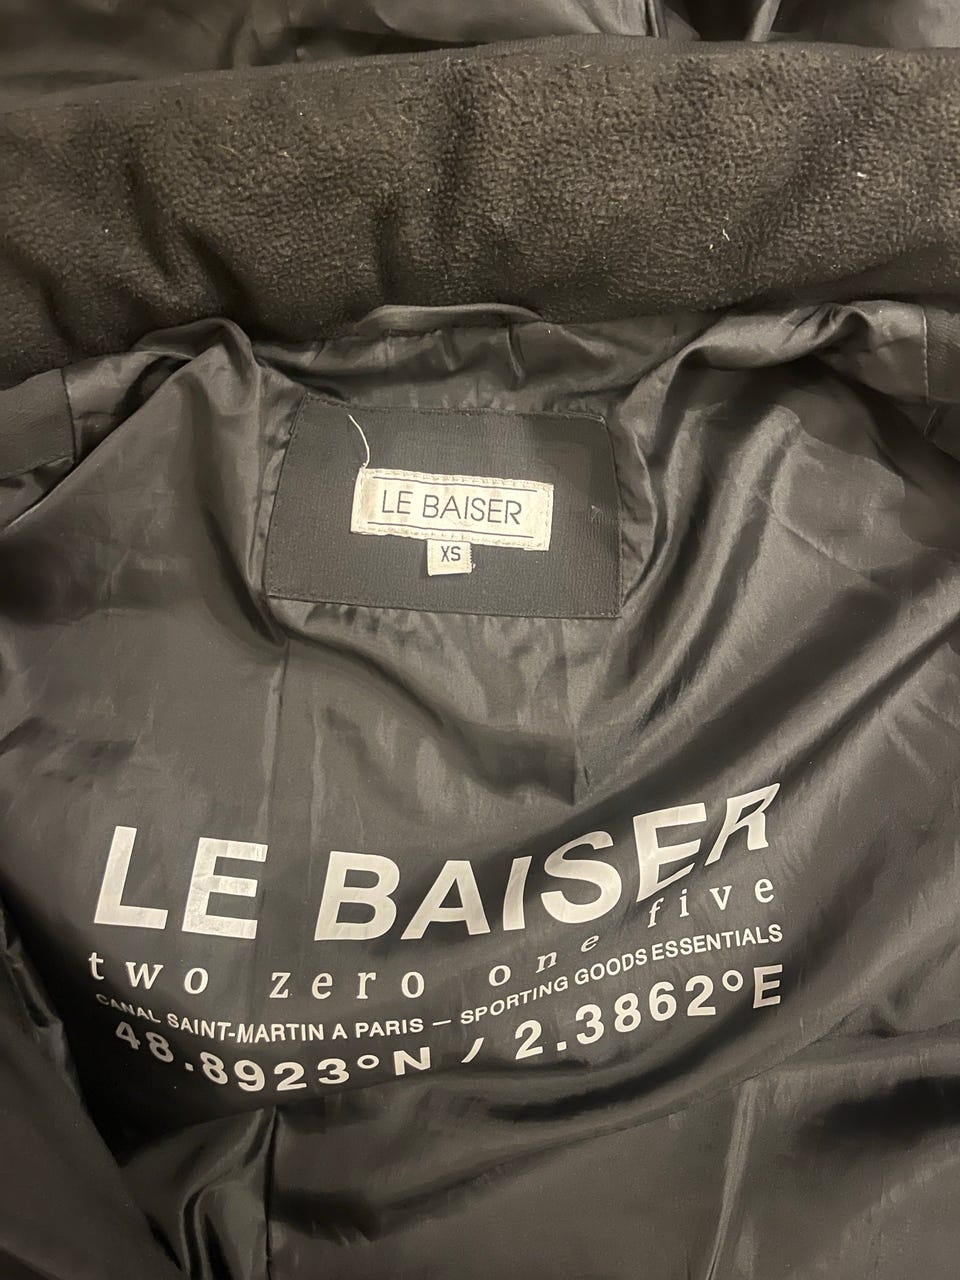 LE BAISER
XS
LE BAISER
two zero one five
CANAL SAINT-MARTIN A PARIS — SPORTING GOODS ESSENTIALS
48.8923°N / 2.3862°E